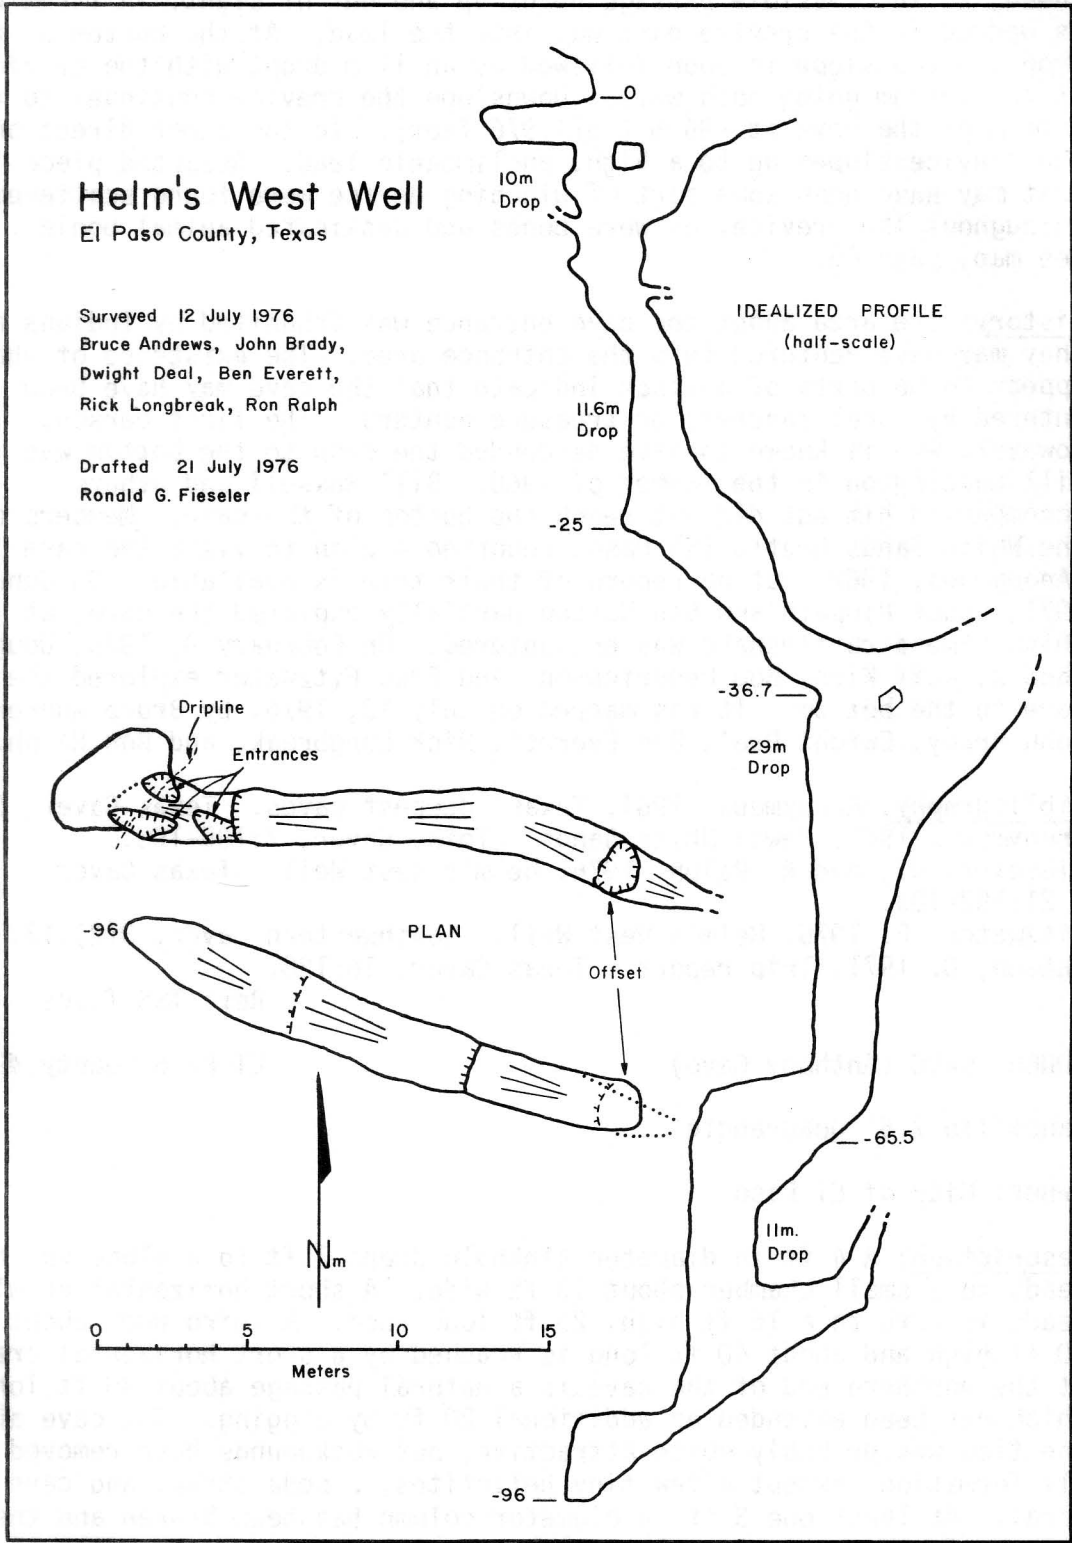 Helm's West Well
El Paso County, Texas
Surveyed 12 July 1976
Bruce Andrews, John Brady,
Dwight Deal, Ben Everett,
Rick Longbreak, Ron Ralph
Drafted 21 July 1976
Ronald G. Fieseler
0
10m
Drop
IDEALIZED PROFILE
(half-scale)
11.6m
Drop
-25
-36.7
29m
Drop
-65.5
11m.
Drop
-96
Dripline
Entrances
PLAN
-96
Offset
Nm
0 5 10 15
Meters